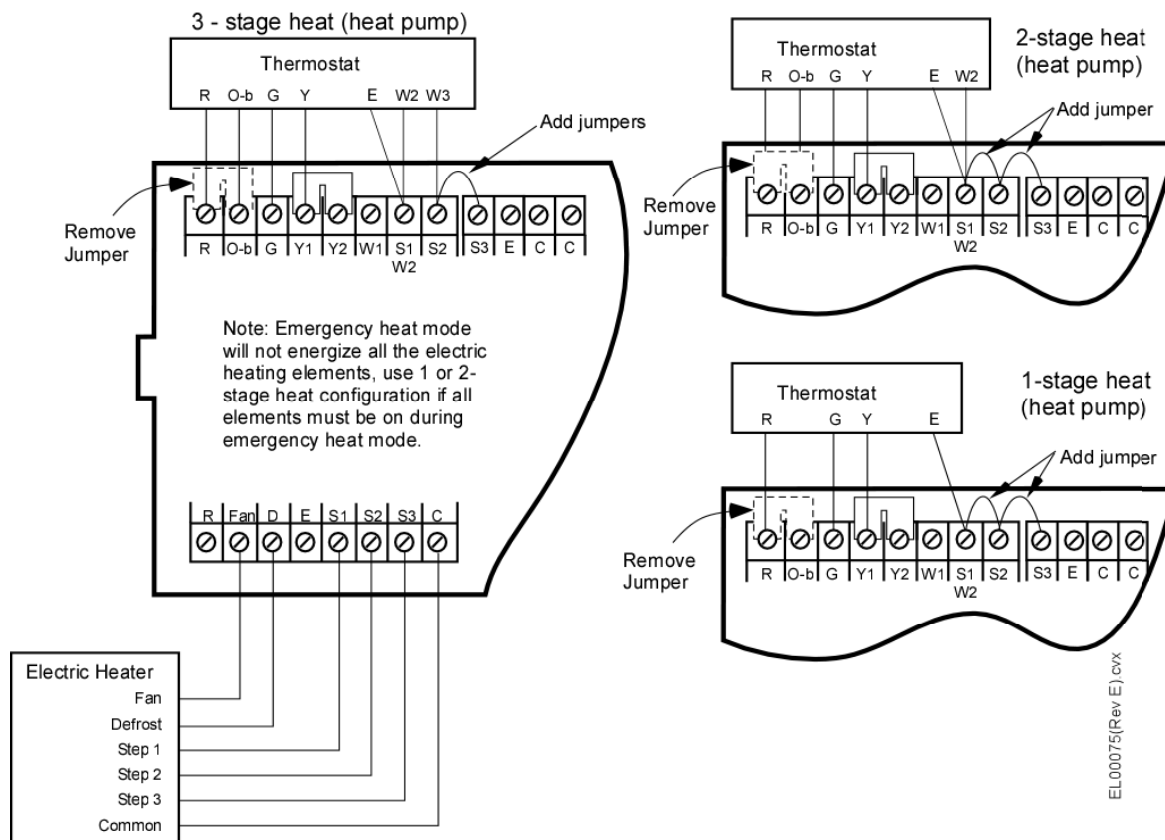 3 - stage heat (heat pump)
Thermostat
R O-b G Y E W2 W3
Add jumpers
Remove
Jumper
R O-b G Y1 Y2 W1 S1 S2 S3 E C C
W2
Note: Emergency heat mode
will not energize all the electric
heating elements, use 1 or 2-
stage heat configuration if all
elements must be on during
emergency heat mode.
R Fan D E S1 S2 S3 C
Electric Heater
Fan
Defrost
Step 1
Step 2
Step 3
Common
2-stage heat
(heat pump)
Thermostat
R O-b G Y E W2
Add jumper
Remove
Jumper
R O-b G Y1 Y2 W1 S1 S2 S3 E C C
W2
1-stage heat
(heat pump)
Thermostat
R G Y E
Add jumper
Remove
Jumper
R O-b G Y1 Y2 W1 S1 S2 S3 E C C
W2
EL00075(Rev E).cvx